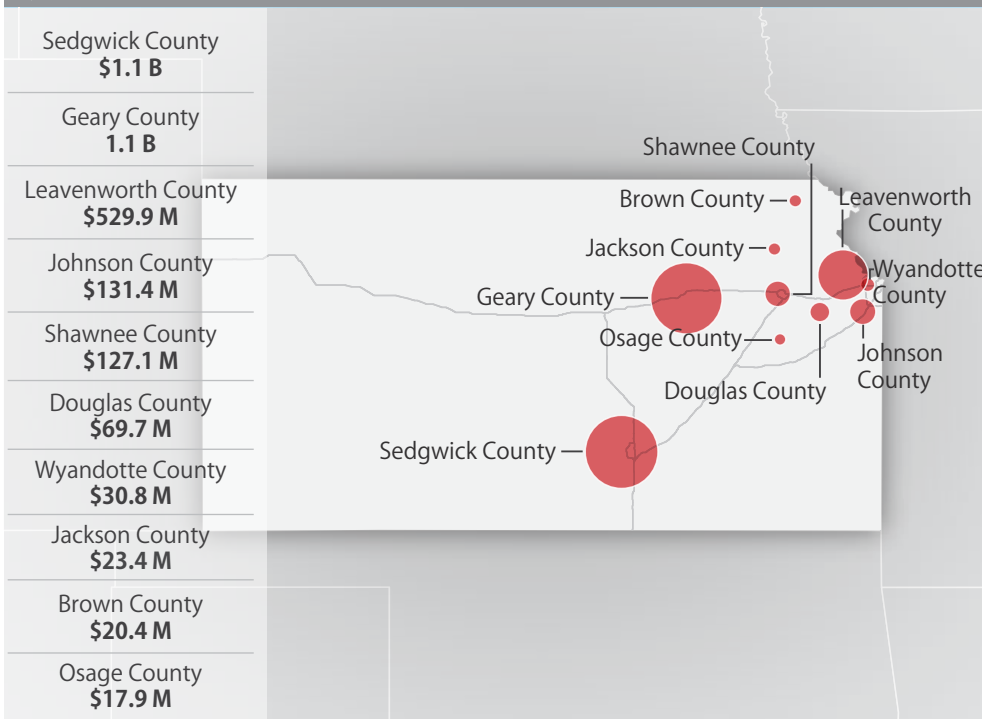 Sedgwick County
$1.1 B
Geary County
1.1 B
Leavenworth County
$529.9 M
Johnson County
$131.4 M
Shawnee County
$127.1 M
Douglas County
$69.7 M
Wyandotte County
$30.8 M
Jackson County
$23.4 M
Brown County
$20.4 M
Osage County
$17.9 M
Shawnee County
Brown County
Leavenworth
County
Jackson County
Wyandotte
County
Geary County
Osage County
Johnson
County
Douglas County
Sedgwick County